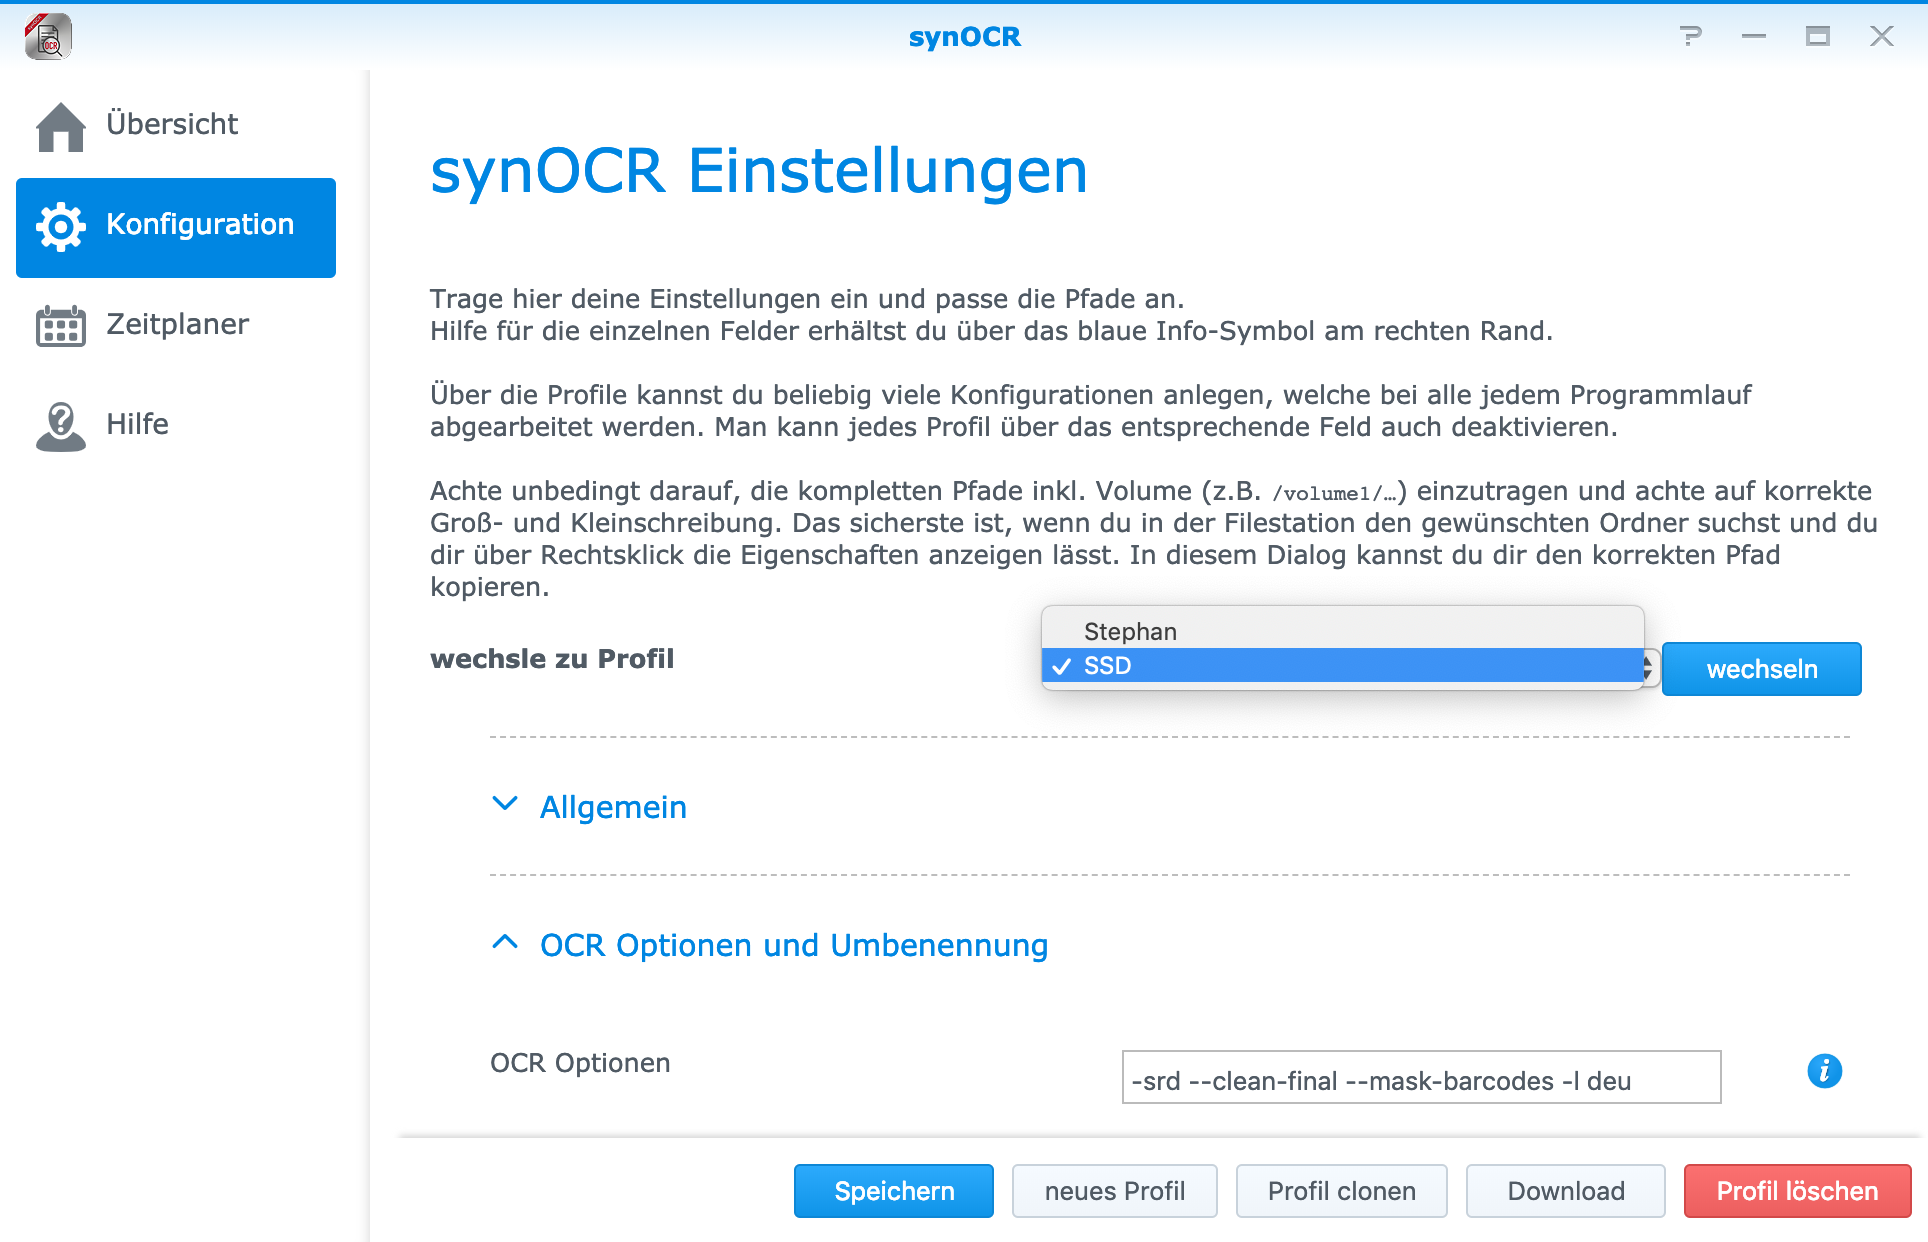 synOCR
Übersicht
Konfiguration
Zeitplaner
Hilfe
synOCR Einstellungen
Trage hier deine Einstellungen ein und passe die Pfade an.
Hilfe für die einzelnen Felder erhältst du über das blaue Info-Symbol am rechten Rand.
Über die Profile kannst du beliebig viele Konfigurationen anlegen, welche bei alle jedem Programmlauf
abgearbeitet werden. Man kann jedes Profil über das entsprechende Feld auch deaktivieren.
Achte unbedingt darauf, die kompletten Pfade inkl. Volume (z.B. /volume1/…) einzutragen und achte auf korrekte
Groß- und Kleinschreibung. Das sicherste ist, wenn du in der Filestation den gewünschten Ordner suchst und du
dir über Rechtsklick die Eigenschaften anzeigen lässt. In diesem Dialog kannst du dir den korrekten Pfad
kopieren.
Stephan
wechsle zu Profil
SSD
wechseln
Allgemein
OCR Optionen und Umbenennung
OCR Optionen
-srd --clean-final --mask-barcodes -l deu
Speichern
neues Profil
Profil clonen
Download
Profil löschen